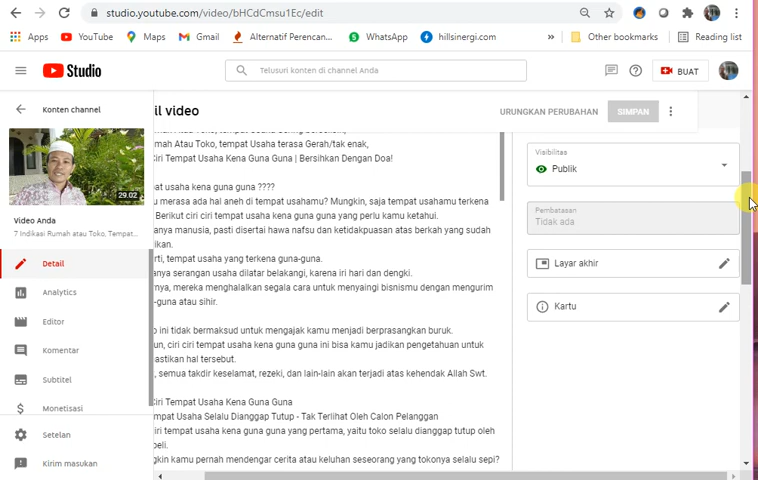 studio.youtube.com/video/bHCdCmsu1Ec/edit
Apps YouTube Maps Gmail Alternatif Perencan... WhatsApp hillsinergi.com » Other bookmarks Reading list
Studio
Telusuri konten di channel Anda
BUAT
Konten channel
29.02
Video Anda
7 Indikasi Rumah atau Toko, Tempat...
Detail
Analytics
Editor
Komentar
Subtitel
Monetisasi
Setelan
Kirim masukan
il video
URUNGKAN PERUBAHAN SIMPAN
mah Atau Toko, tempat Usaha terasa Gerah/tak enak,
Ciri Tempat Usaha Kena Guna Guna | Bersihkan Dengan Doa!
pat usaha kena guna guna ????
u merasa ada hal aneh di tempat usahamu? Mungkin, saja tempat usahamu terkena
Berikut ciri ciri tempat usaha kena guna guna yang perlu kamu ketahui.
anya manusia, pasti disertai hawa nafsu dan ketidakpuasan atas berkah yang sudah
ikan.
arti, tempat usaha yang terkena guna-guna.
anya serangan usaha dilatar belakangi, karena iri hari dan dengki.
rnya, mereka menghalalkan segala cara untuk menyaingi bisnismu dengan mengurim
-guna atau sihir.
o ini tidak bermaksud untuk mengajak kamu menjadi berprasangkan buruk.
un, ciri ciri tempat usaha kena guna guna ini bisa kamu jadikan pengetahuan untuk
astikan hal tersebut.
, semua takdir keselamat, rezeki, dan lain-lain akan terjadi atas kehendak Allah Swt.
Ciri Tempat Usaha Kena Guna Guna
mpat Usaha Selalu Dianggap Tutup - Tak Terlihat Oleh Calon Pelanggan
iri tempat usaha kena guna guna yang pertama, yaitu toko selalu dianggap tutup oleh
beli.
ngkin kamu pernah mendengar cerita atau keluhan seseorang yang tokonya selalu sepi?
Visibilitas
Publik
Pembatasan
Tidak ada
Layar akhir
Kartu